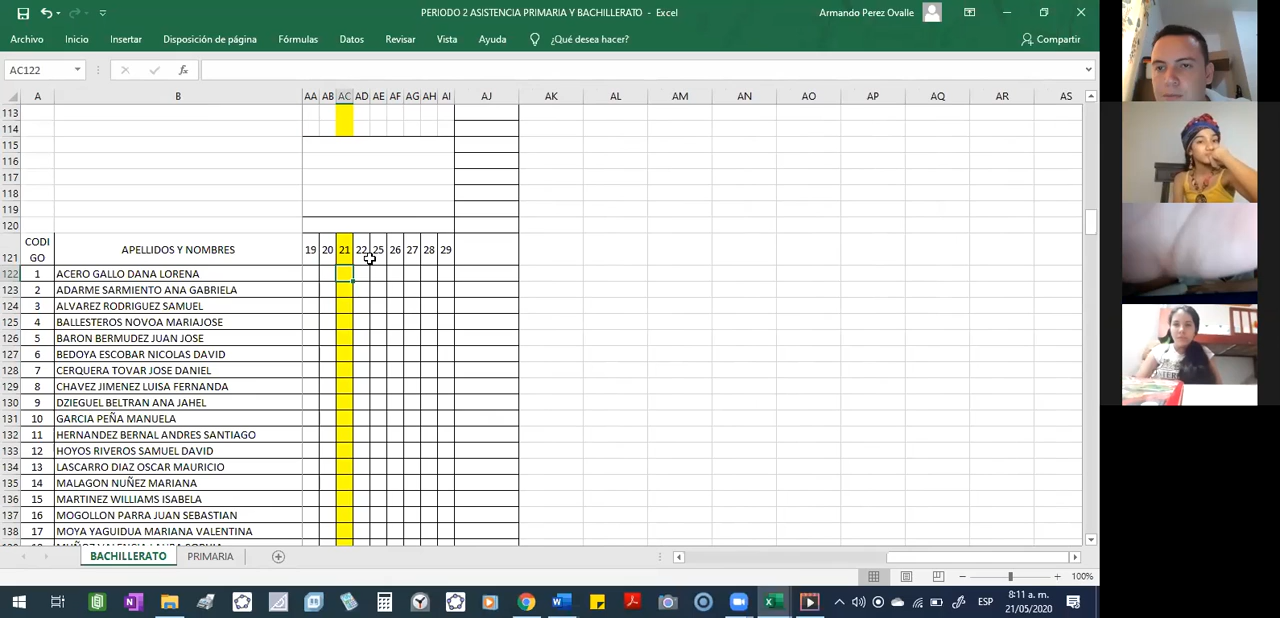 PERIODO 2 ASISTENCIA PRIMARIA Y BACHILLERATO - Excel
Armando Perez Ovalle
Archivo Inicio Insertar Disposición de página Fórmulas Datos Revisar Vista Ayuda ¿Qué desea hacer? Compartir
AC122 fx
A B AA AB AC AD AE AF AG AH AI AJ AK AL AM AN AO AP AQ AR AS
113
114
115
116
117
118
119
120
121 CODIGO APELLIDOS Y NOMBRES 19 20 21 22 25 26 27 28 29
122 1 ACERO GALLO DANA LORENA
123 2 ADARME SARMIENTO ANA GABRIELA
124 3 ALVAREZ RODRIGUEZ SAMUEL
125 4 BALLESTEROS NOVOA MARIAJOSE
126 5 BARON BERMUDEZ JUAN JOSE
127 6 BEDOYA ESCOBAR NICOLAS DAVID
128 7 CERQUERA TOVAR JOSE DANIEL
129 8 CHAVEZ JIMENEZ LUISA FERNANDA
130 9 DZIEGUEL BELTRAN ANA JAHEL
131 10 GARCIA PEÑA MANUELA
132 11 HERNANDEZ BERNAL ANDRES SANTIAGO
133 12 HOYOS RIVEROS SAMUEL DAVID
134 13 LASCARRO DIAZ OSCAR MAURICIO
135 14 MALAGON NUÑEZ MARIANA
136 15 MARTINEZ WILLIAMS ISABELA
137 16 MOGOLLON PARRA JUAN SEBASTIAN
138 17 MOYA YAGUIDUA MARIANA VALENTINA
BACHILLERATO PRIMARIA
100%
ESP
8:11 a. m.
21/05/2020